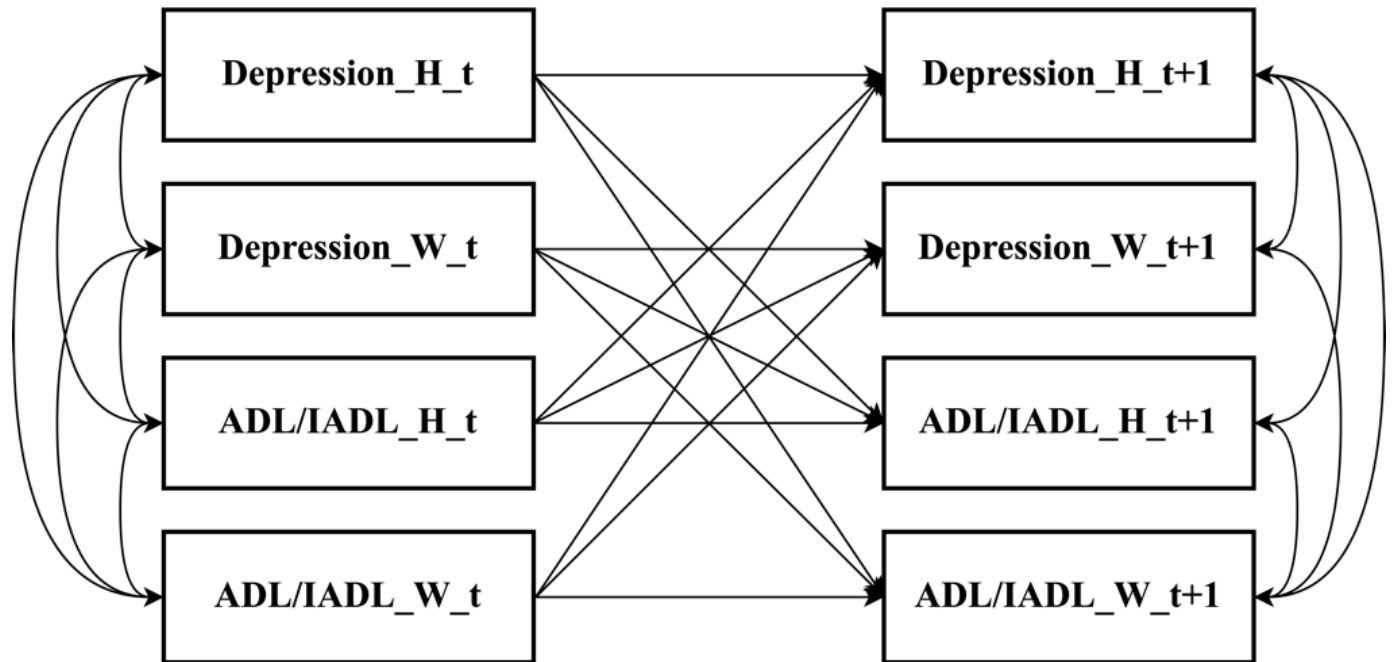 Depression_H_t
Depression_H_t+1
Depression_W_t
Depression_W_t+1
ADL/IADL_H_t
ADL/IADL_H_t+1
ADL/IADL_W_t
ADL/IADL_W_t+1